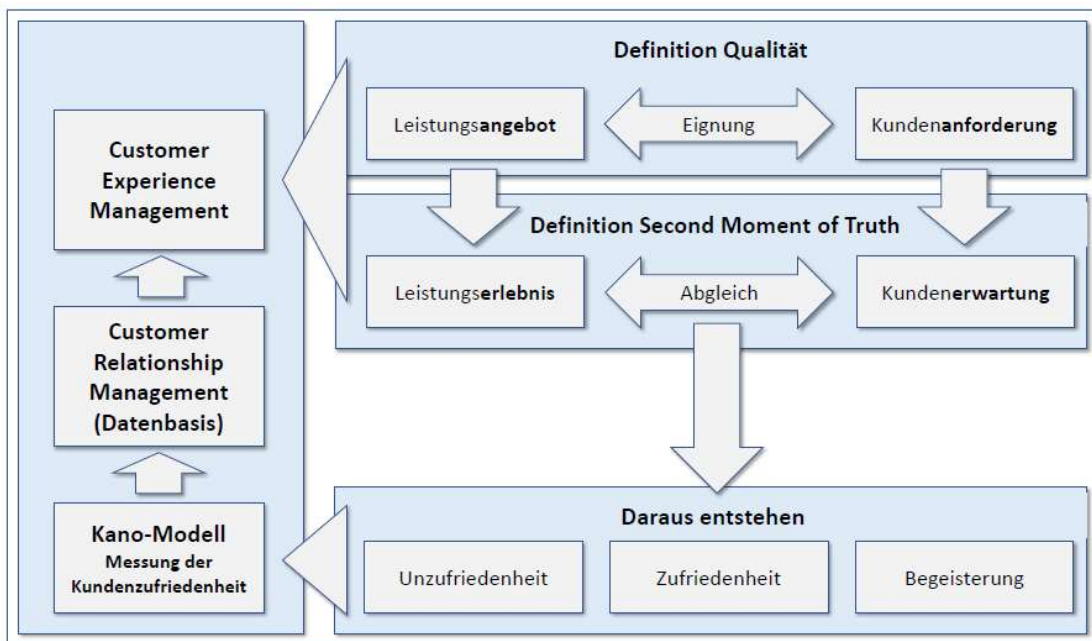 Customer
Experience
Management
Customer
Relationship
Management
(Datenbasis)
Kano-Modell
Messung der
Kundenzufriedenheit
Definition Qualität
Leistungsangebot
Eignung
Kundenanforderung
Definition Second Moment of Truth
Leistungserlebnis
Abgleich
Kundenerwartung
Daraus entstehen
Unzufriedenheit
Zufriedenheit
Begeisterung